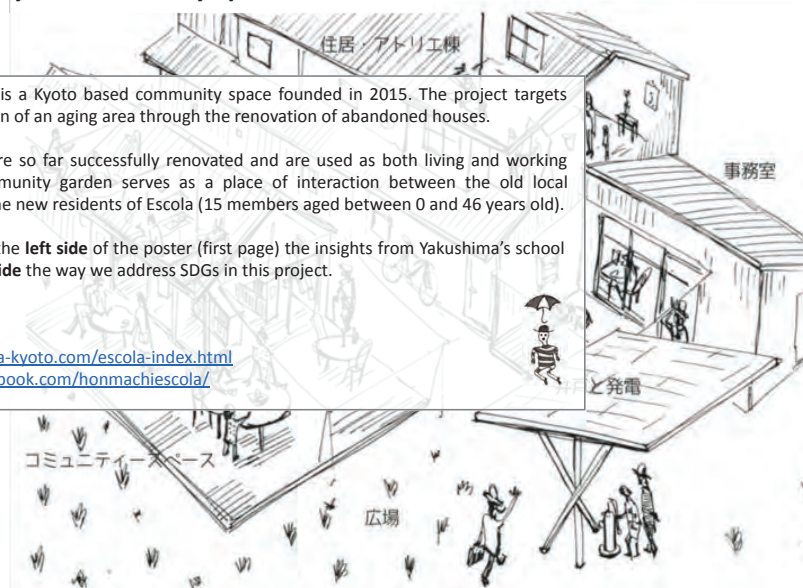 住居・アトリエ棟
is a Kyoto based community space founded in 2015. The project targets
n of an aging area through the renovation of abandoned houses.
re so far successfully renovated and are used as both living and working
munity garden serves as a place of interaction between the old local
ne new residents of Escola (15 members aged between 0 and 46 years old).
事務室
the left side of the poster (first page) the insights from Yakushima's school
ide the way we address SDGs in this project.
a-kyoto.com/escola-index.html
book.com/honmachiescola/
と発電
コミュニティースペース
広場